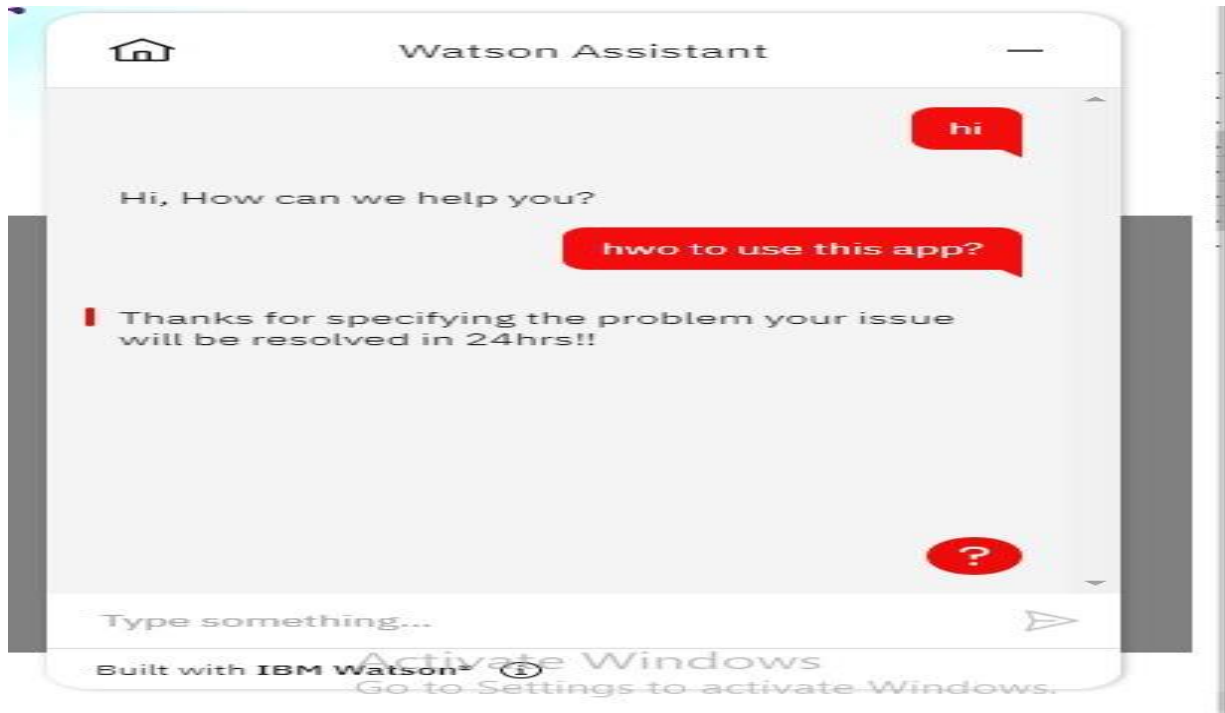 Watson Assistant
hi
Hi, How can we help you?
hwo to use this app?
Thanks for specifying the problem your issue
will be resolved in 24hrs!!
?
Type something...
Built with IBM Watson®
Activate Windows
Go to Settings to activate Windows.